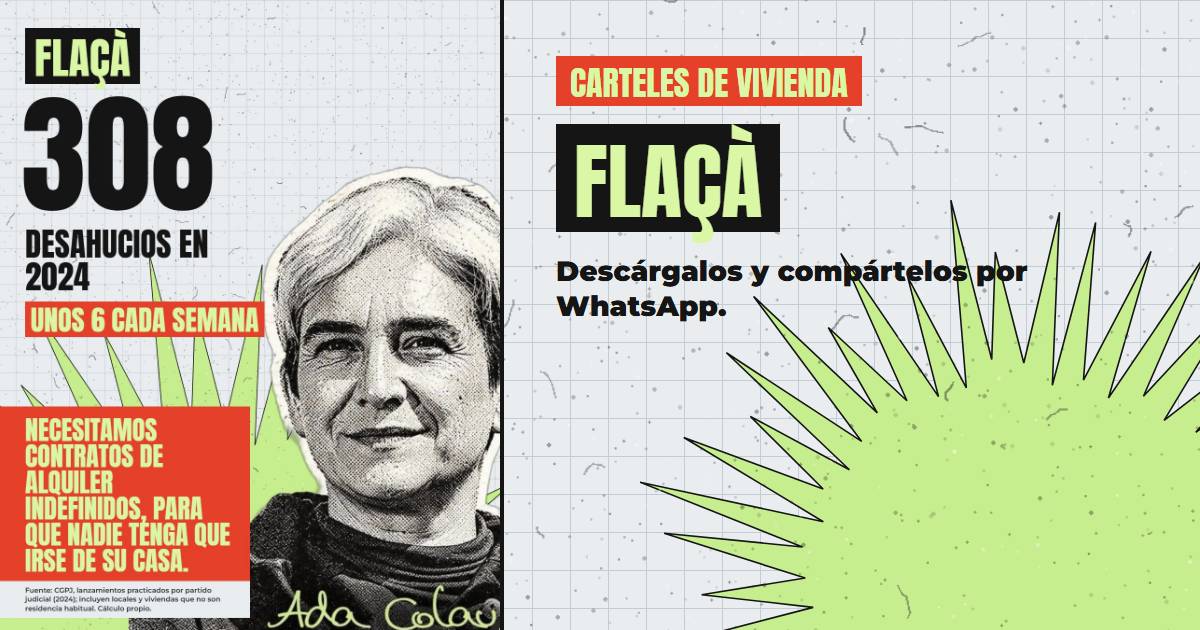 FLAÇÀ
308
DESAHUCIOS EN
2024
UNOS 6 CADA SEMANA
NECESITAMOS
CONTRATOS DE
ALQUILER
INDEFINIDOS, PARA
QUE NADIE TENGA QUE
IRSE DE SU CASA.
Fuente: CGPJ, lanzamientos practicados por partido
judicial (2024); incluyen locales y viviendas que no son
residencia habitual. Cálculo propio.
Ada Colau
CARTELES DE VIVIENDA
FLAÇÀ
Descárgalos y compártelos por
WhatsApp.